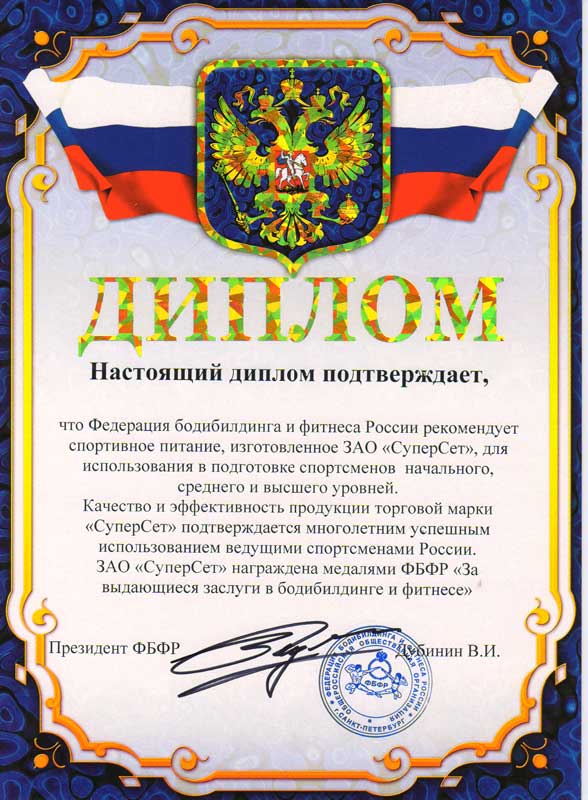 ДИПЛОМ
Настоящий диплом подтверждает,
что Федерация бодибилдинга и фитнеса России рекомендует
спортивное питание, изготовленное ЗАО «СуперСет», для
использования в подготовке спортсменов начального,
среднего и высшего уровней.
Качество и эффективность продукции торговой марки
«СуперСет» подтверждается многолетним успешным
использованием ведущими спортсменами России.
ЗАО «СуперСет» награждена медалями ФБФР «За
выдающиеся заслуги в бодибилдинге и фитнесе»
Президент ФБФР Дубинин В.И.
ФЕДЕРАЦИЯ БОДИБИЛДИНГА И ФИТНЕСА РОССИИ
ОБЩЕРОССИЙСКАЯ ОБЩЕСТВЕННАЯ ОРГАНИЗАЦИЯ
ФБФР
г. САНКТ-ПЕТЕРБУРГ